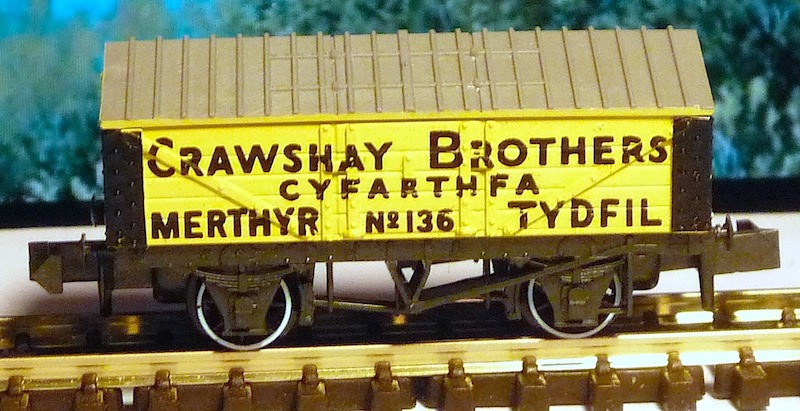 CRAWSHAY BROTHERS
CYFARTHFA
MERTHYR Nº136 TYDFIL